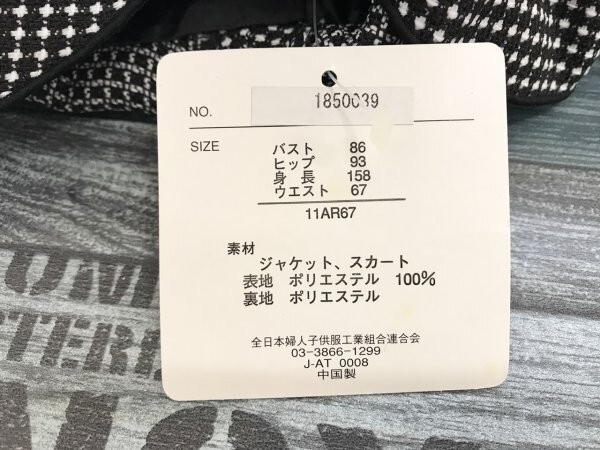 NO. 1850039
SIZE
バスト 86
ヒップ 93
身長 158
ウエスト 67
11AR67
素材
ジャケット、スカート
表地 ポリエステル 100%
裏地 ポリエステル
全日本婦人子供服工業組合連合会
03-3866-1299
J-AT 0008
中国製